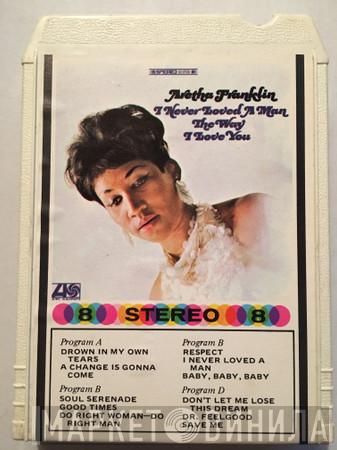 STEREO
Aretha Franklin
I Never Loved A Man
The Way
I Love You
8 STEREO 8
Program A
DROWN IN MY OWN
TEARS
A CHANGE IS GONNA
COME
Program B
SOUL SERENADE
GOOD TIMES
DO RIGHT WOMAN—DO
RIGHT MAN
Program B
RESPECT
I NEVER LOVED A
MAN
BABY, BABY, BABY
Program D
DON'T LET ME LOSE
THIS DREAM
DR. FEELGOOD
SAVE ME
МАРКЕТ ВИНИЛА